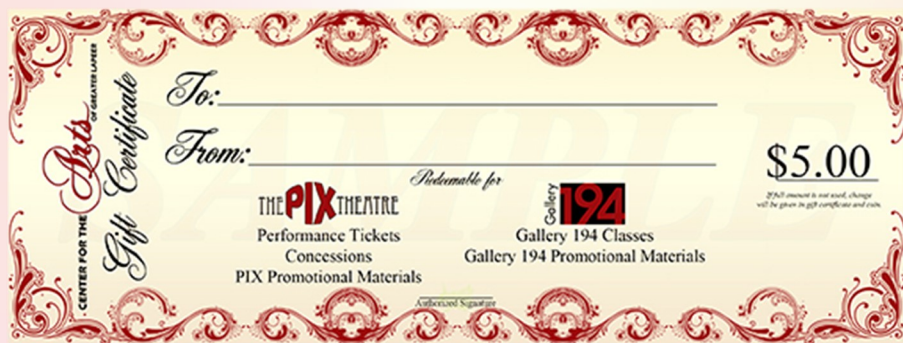 CENTER FOR THE Arts OF GREATER LAPEER
Gift Certificate
To:
From:
$5.00
If full amount is not used, change
will be given in gift certificate and coin.
Redeemable for
THE PIX THEATRE
Performance Tickets
Concessions
PIX Promotional Materials
Gallery 194
Gallery 194 Classes
Gallery 194 Promotional Materials
Authorized Signature
SAMPLE